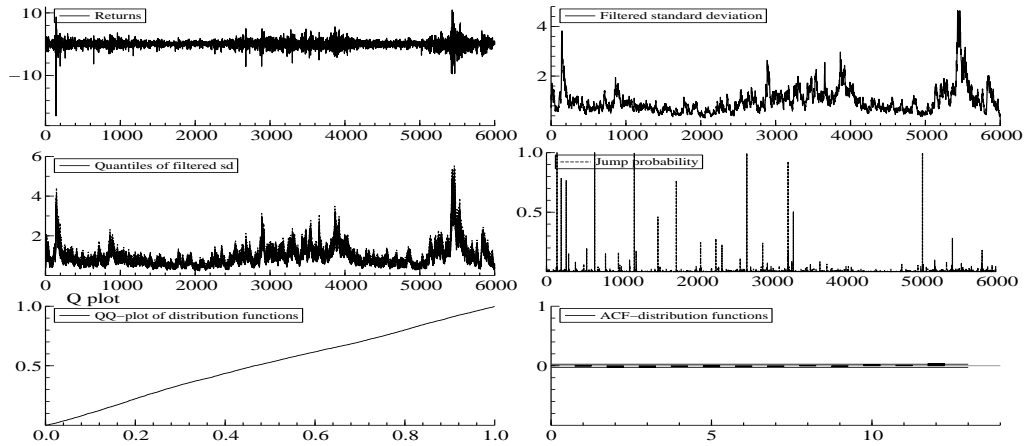 10
−10
Returns
0 1000 2000 3000 4000 5000 6000
4
2
Filtered standard deviation
0 1000 2000 3000 4000 5000 6000
6
4
2
Quantiles of filtered sd
0 1000 2000 3000 4000 5000 6000
1.0
0.5
Jump probability
0 1000 2000 3000 4000 5000 6000
Q plot
1.0
0.5
QQ−plot of distribution functions
0.0 0.2 0.4 0.6 0.8 1.0
1
0
ACF−distribution functions
0 5 10